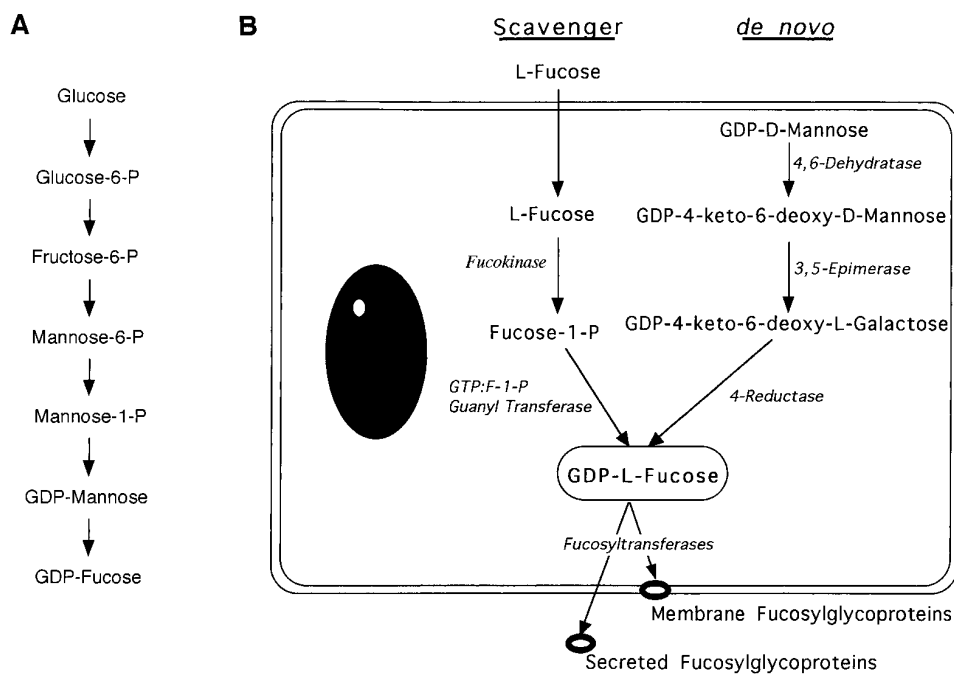 A
Glucose
Glucose-6-P
Fructose-6-P
Mannose-6-P
Mannose-1-P
GDP-Mannose
GDP-Fucose
B
Scavenger
de novo
L-Fucose
GDP-D-Mannose
4,6-Dehydratase
L-Fucose
GDP-4-keto-6-deoxy-D-Mannose
Fucokinase
3,5-Epimerase
Fucose-1-P
GDP-4-keto-6-deoxy-L-Galactose
GTP:F-1-P
Guanyl Transferase
4-Reductase
GDP-L-Fucose
Fucosyltransferases
Membrane Fucosylglycoproteins
Secreted Fucosylglycoproteins